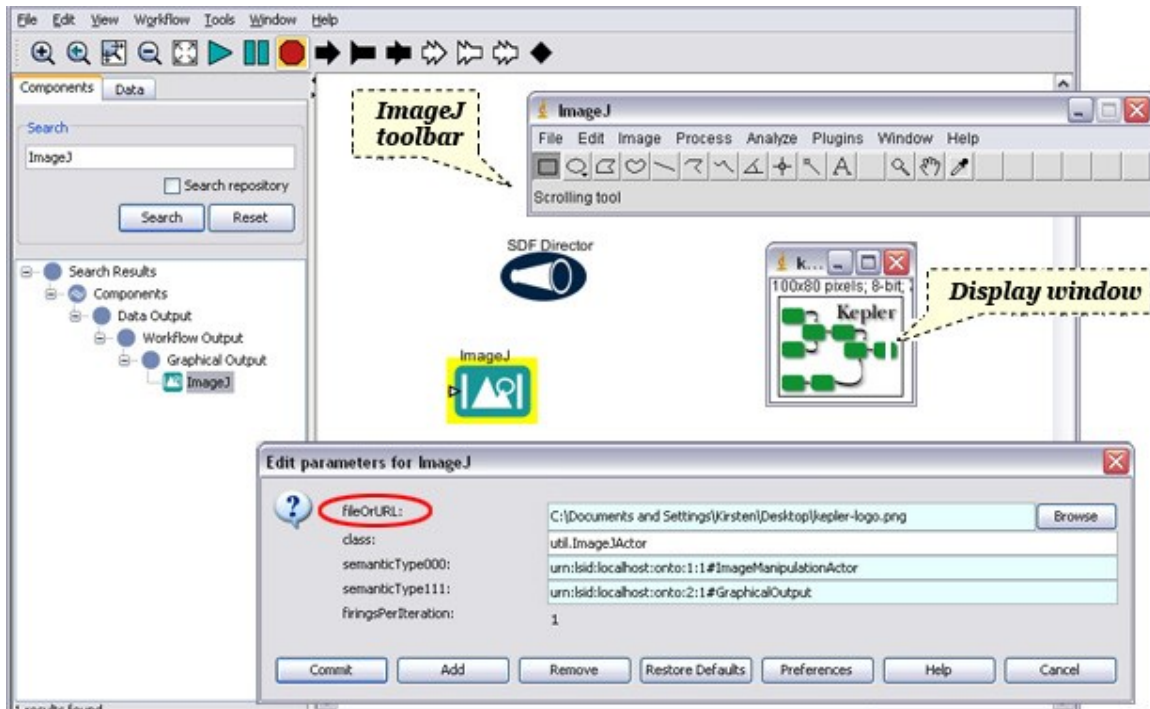 File Edit View Workflow Tools Window Help
Components Data
Search
ImageJ
Search repository
Search Reset
Search Results
Components
Data Output
Workflow Output
Graphical Output
ImageJ
ImageJ
toolbar
ImageJ
File Edit Image Process Analyze Plugins Window Help
A
Scrolling tool
SDF Director
k...
100x80 pixels; 8-bit;
Kepler
Display window
ImageJ
Edit parameters for ImageJ
?
fileOrURL: C:\Documents and Settings\Kirsten\Desktop\kepler-logo.png Browse
class: util.ImageJActor
semanticType000: urn:lsid:localhost:onto:1:1#ImageManipulationActor
semanticType111: urn:lsid:localhost:onto:2:1#GraphicalOutput
firingsPerIteration: 1
Commit Add Remove Restore Defaults Preferences Help Cancel
results found